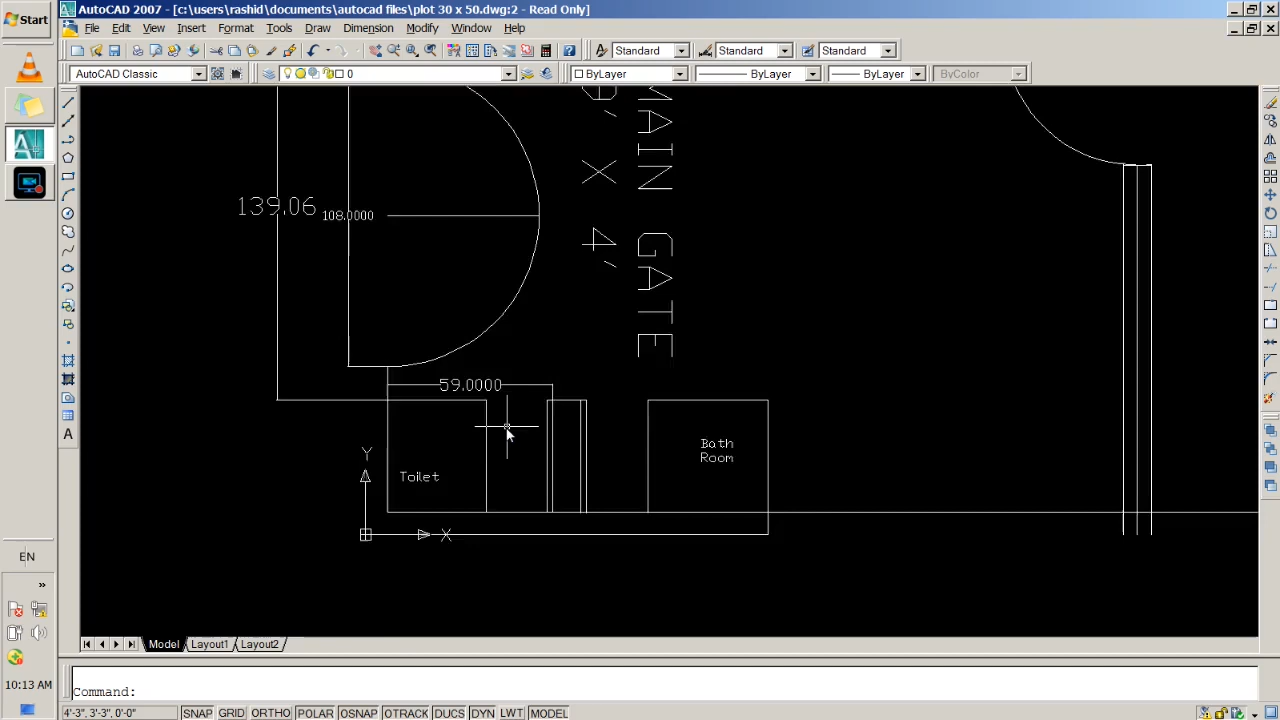 Start
AutoCAD 2007 - [c:\users\rashid\documents\autocad files\plot 30 x 50.dwg:2 - Read Only]
File Edit View Insert Format Tools Draw Dimension Modify Window Help
Standard Standard Standard
AutoCAD Classic 0 ByLayer ByLayer ByLayer ByColor
MAIN GATE
X 4'
139.06
108.0000
59.0000
Toilet
Bath
Room
Y
X
Model Layout1 Layout2
Command:
4'-3", 3'-3", 0'-0" SNAP GRID ORTHO POLAR OSNAP OTRACK DUCS DYN LWT MODEL
EN
10:13 AM